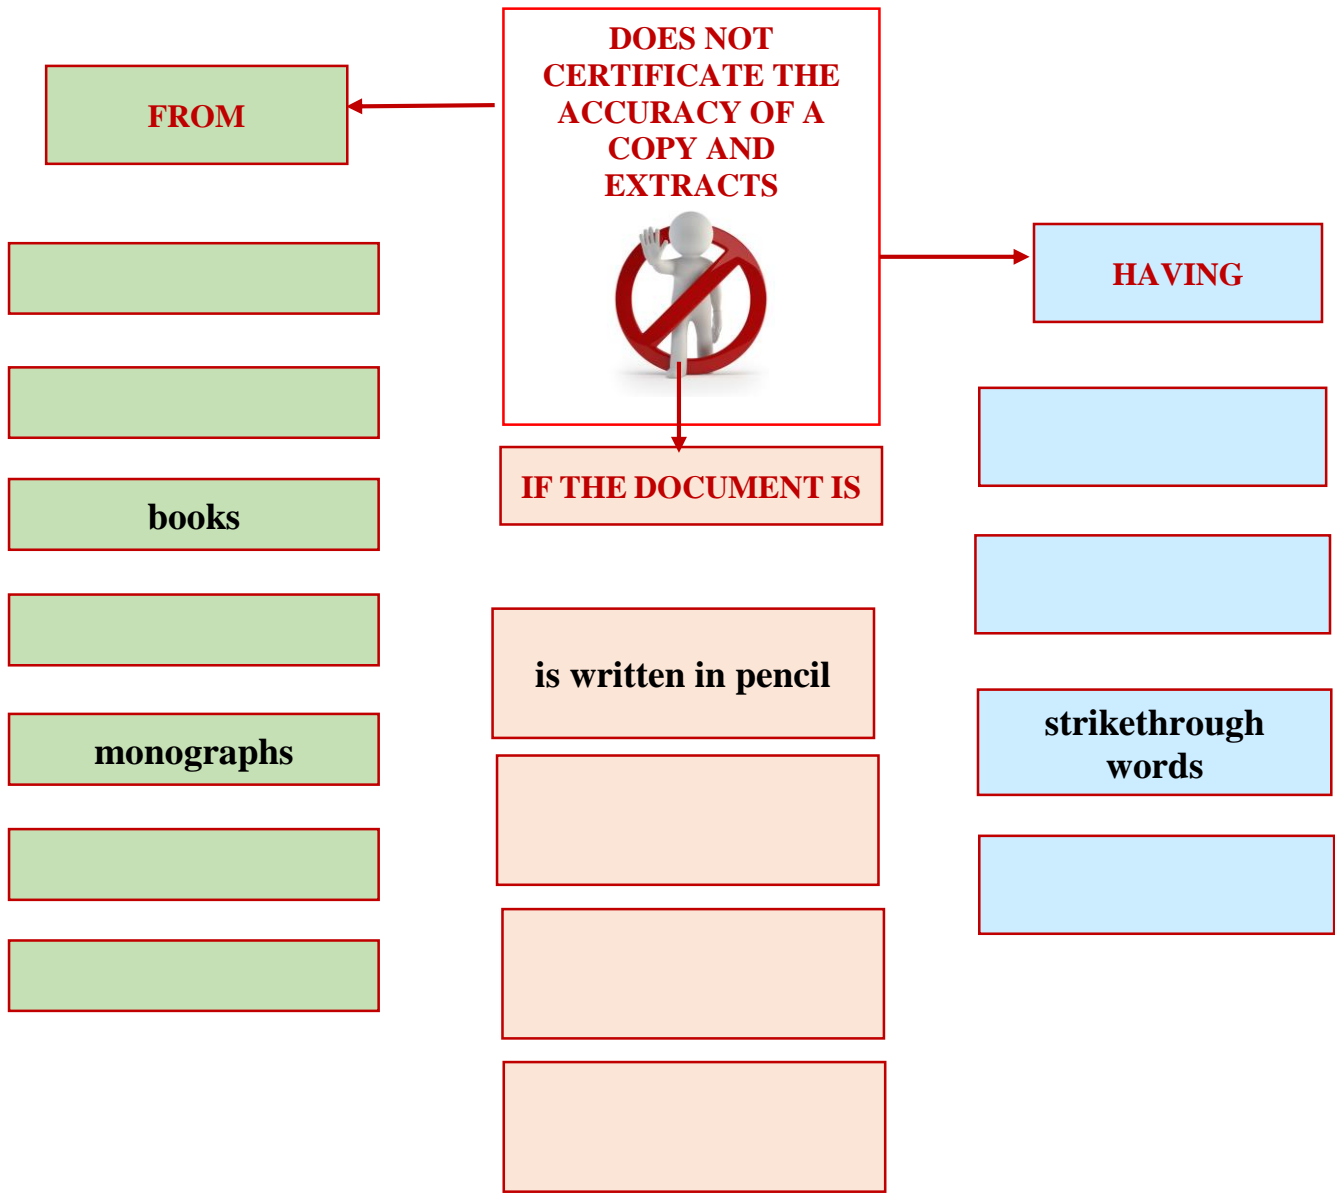 DOES NOT
CERTIFICATE THE
ACCURACY OF A
COPY AND
EXTRACTS
FROM
HAVING
IF THE DOCUMENT IS
books
monographs
is written in pencil
strikethrough
words